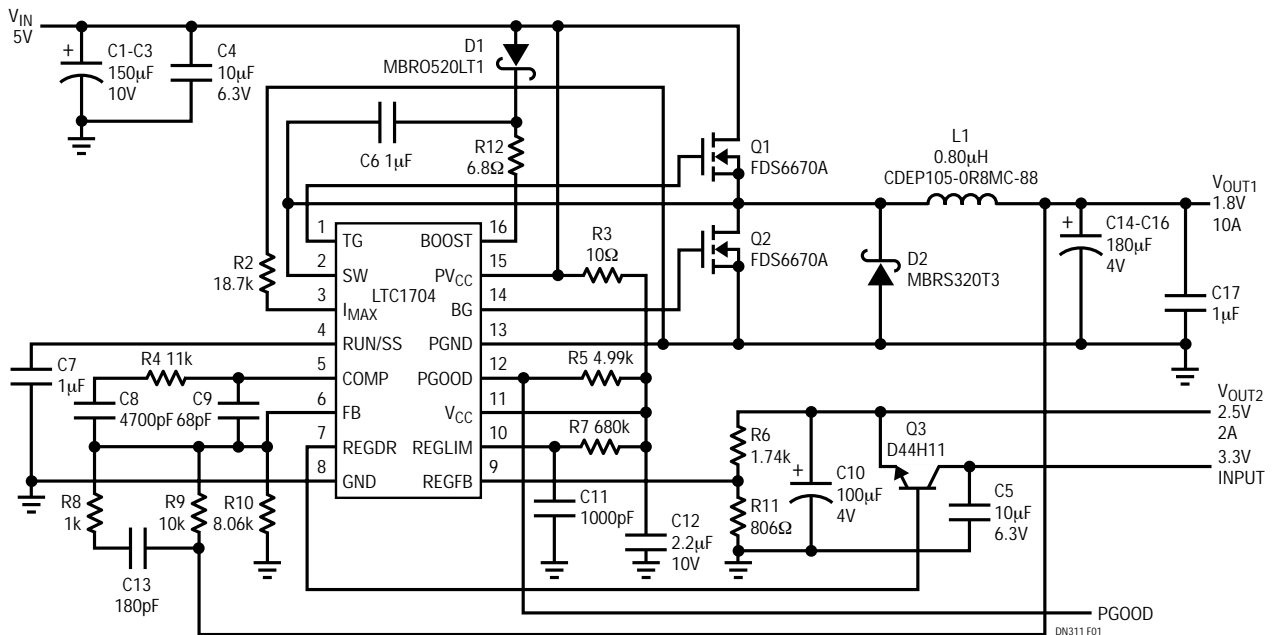 VIN
5V
C1-C3
150µF
10V
C4
10µF
6.3V
D1
MBRO520LT1
C6 1µF
R12
6.8Ω
Q1
FDS6670A
L1
0.80µH
CDEP105-0R8MC-88
VOUT1
1.8V
10A
R2
18.7k
1
TG
2
SW
3
IMAX
4
RUN/SS
5
COMP
6
FB
7
REGDR
8
GND
LTC1704
16
BOOST
15
PVCC
14
BG
13
PGND
12
PGOOD
11
VCC
10
REGLIM
9
REGFB
R3
10Ω
Q2
FDS6670A
D2
MBRS320T3
C14-C16
180µF
4V
C17
1µF
C7
1µF
R4 11k
C8
4700pF
C9
68pF
R5 4.99k
R7 680k
R8
1k
R9
10k
R10
8.06k
C13
180pF
C11
1000pF
C12
2.2µF
10V
R6
1.74k
R11
806Ω
C10
100µF
4V
Q3
D44H11
C5
10µF
6.3V
VOUT2
2.5V
2A
3.3V
INPUT
PGOOD
DN311 F01